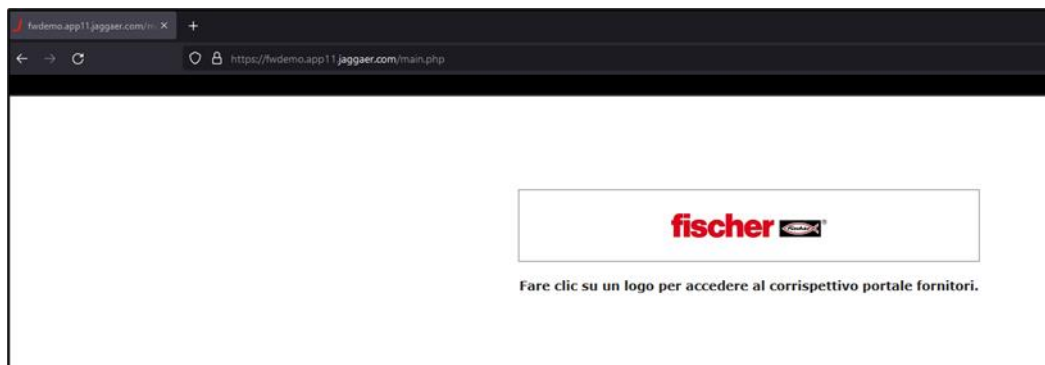 fwdemo.app11.jaggaer.com/m
https://fwdemo.app11.jaggaer.com/main.php
fischer fischer ®
Fare clic su un logo per accedere al corrispettivo portale fornitori.